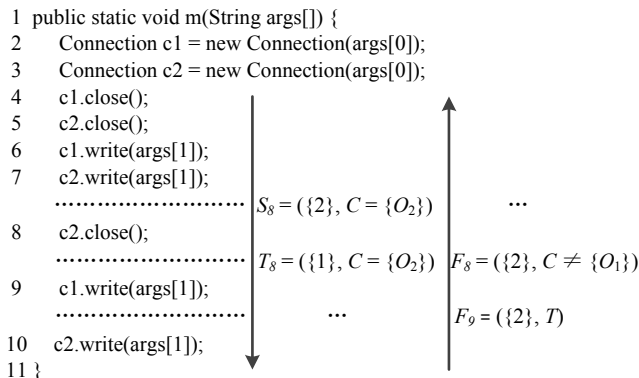 1 public static void m(String args[]) {
2 Connection c1 = new Connection(args[0]);
3 Connection c2 = new Connection(args[0]);
4 c1.close();
5 c2.close();
6 c1.write(args[1]);
7 c2.write(args[1]);
........................... S₈ = ({2}, C = {O₂}) ...
8 c2.close();
........................... T₈ = ({1}, C = {O₂}) F₈ = ({2}, C ≠ {O₁})
9 c1.write(args[1]);
........................... ... F₉ = ({2}, T)
10 c2.write(args[1]);
11 }